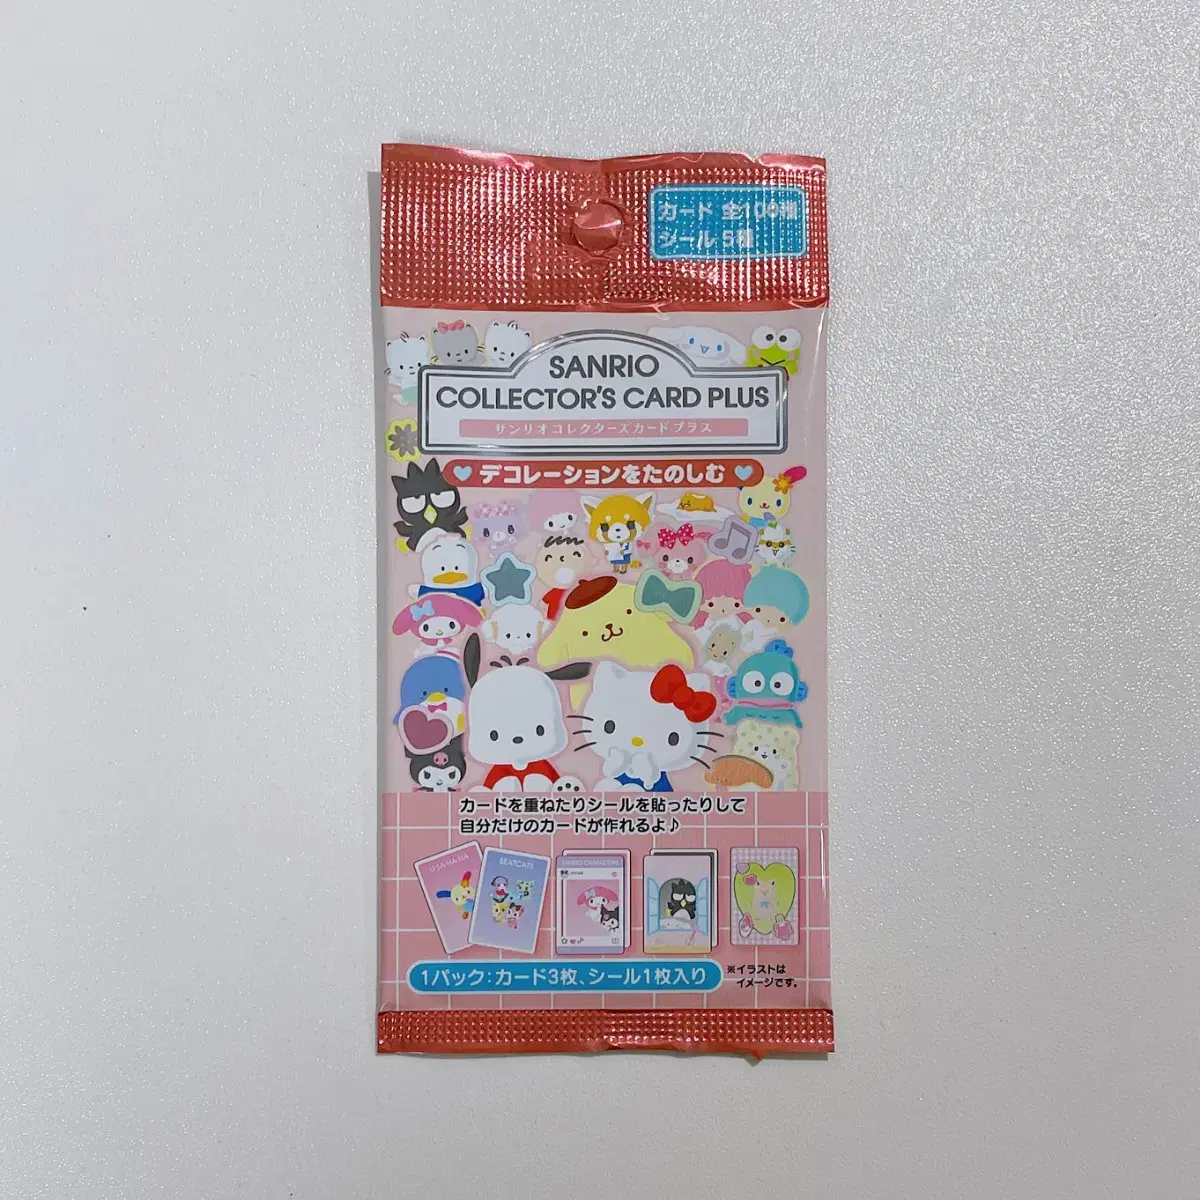 カード 全100種
シール 5種
SANRIO
COLLECTOR'S CARD PLUS
サンリオコレクターズカードプラス
デコレーションをたのしむ
カードを重ねたりシールを貼ったりして
自分だけのカードが作れるよ♪
USAHANA
BEATCATS
SANRIO CHARACTERS
1パック:カード3枚、シール1枚入り
※イラストは
イメージです。